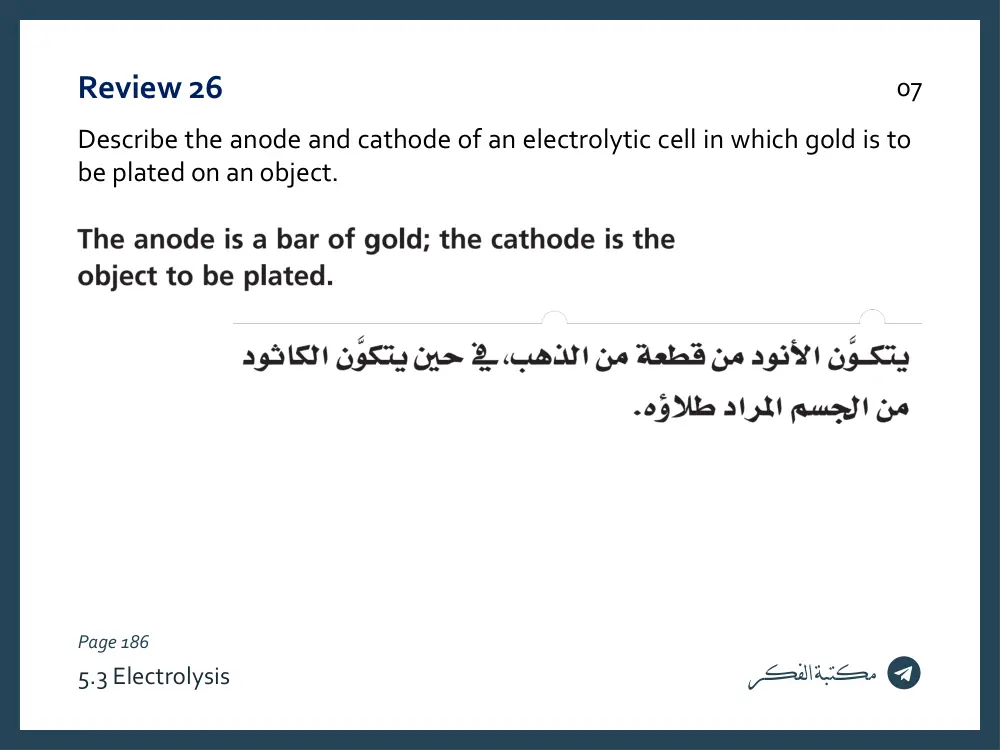 Review 26
07
Describe the anode and cathode of an electrolytic cell in which gold is to
be plated on an object.
The anode is a bar of gold; the cathode is the
object to be plated.
يتكـوَّن الأنود من قطعة من الذهب، في حين يتكوَّن الكاثود
من الجسم المراد طلاؤه.
Page 186
5.3 Electrolysis
مكتبة الفكر